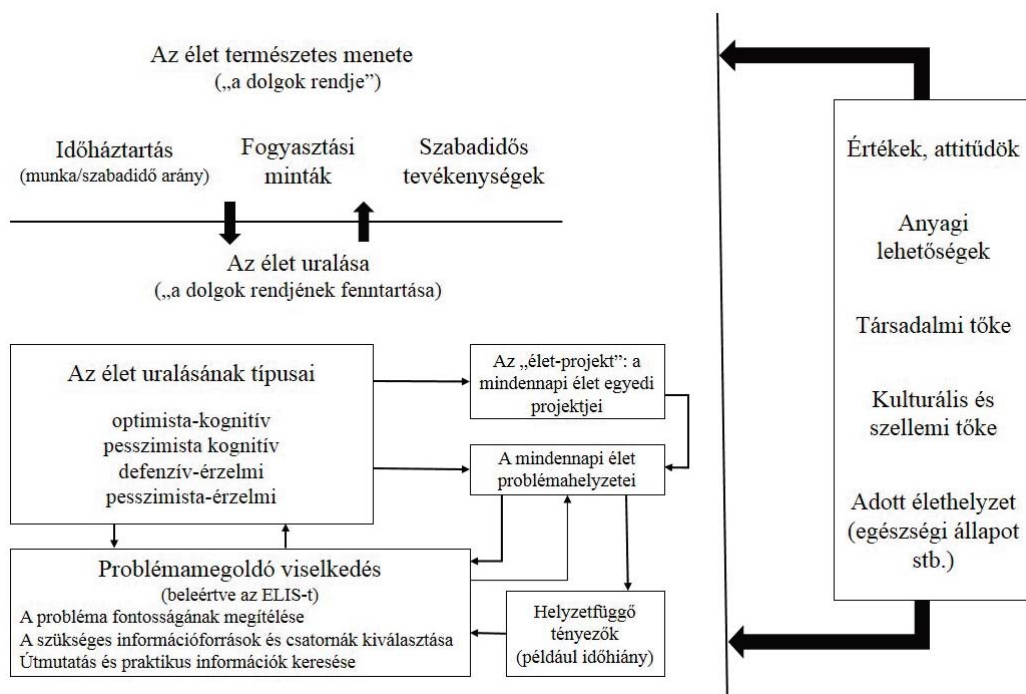 Az élet természetes menete
(„a dolgok rendje”)
Időháztartás
(munka/szabadidő arány)
Fogyasztási
minták
Szabadidős
tevékenységek
Az élet uralása
(„a dolgok rendjének fenntartása)
Az élet uralásának típusai
optimista-kognitív
pesszimista kognitív
defenzív-érzelmi
pesszimista-érzelmi
Az „élet-projekt”: a
mindennapi élet egyedi
projektjei
A mindennapi élet
problémahelyzetei
Problémamegoldó viselkedés
(beleértve az ELIS-t)
A probléma fontosságának megítélése
A szükséges információforrások és csatornák kiválasztása
Útmutatás és praktikus információk keresése
Helyzetfüggő
tényezők
(például időhiány)
Értékek, attitűdök
Anyagi
lehetőségek
Társadalmi tőke
Kulturális és
szellemi tőke
Adott élethelyzet
(egészségi állapot
stb.)